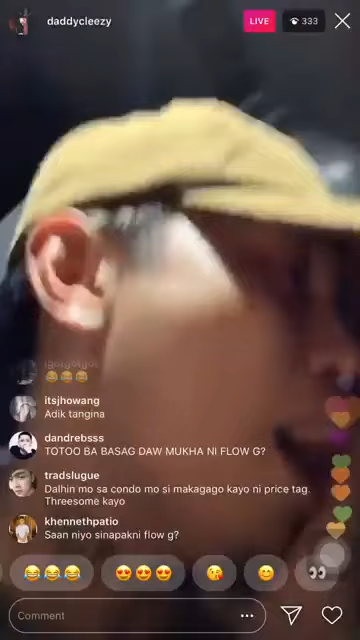 daddycleezy
LIVE
333
😂😂😂
itsjhowang
Adik tangina
dandrebsss
TOTOO BA BASAG DAW MUKHA NI FLOW G?
tradslugue
Dalhin mo sa condo mo si makagago kayo ni price tag.
Threesome kayo
khennethpatio
Saan niyo sinapakni flow g?
Comment